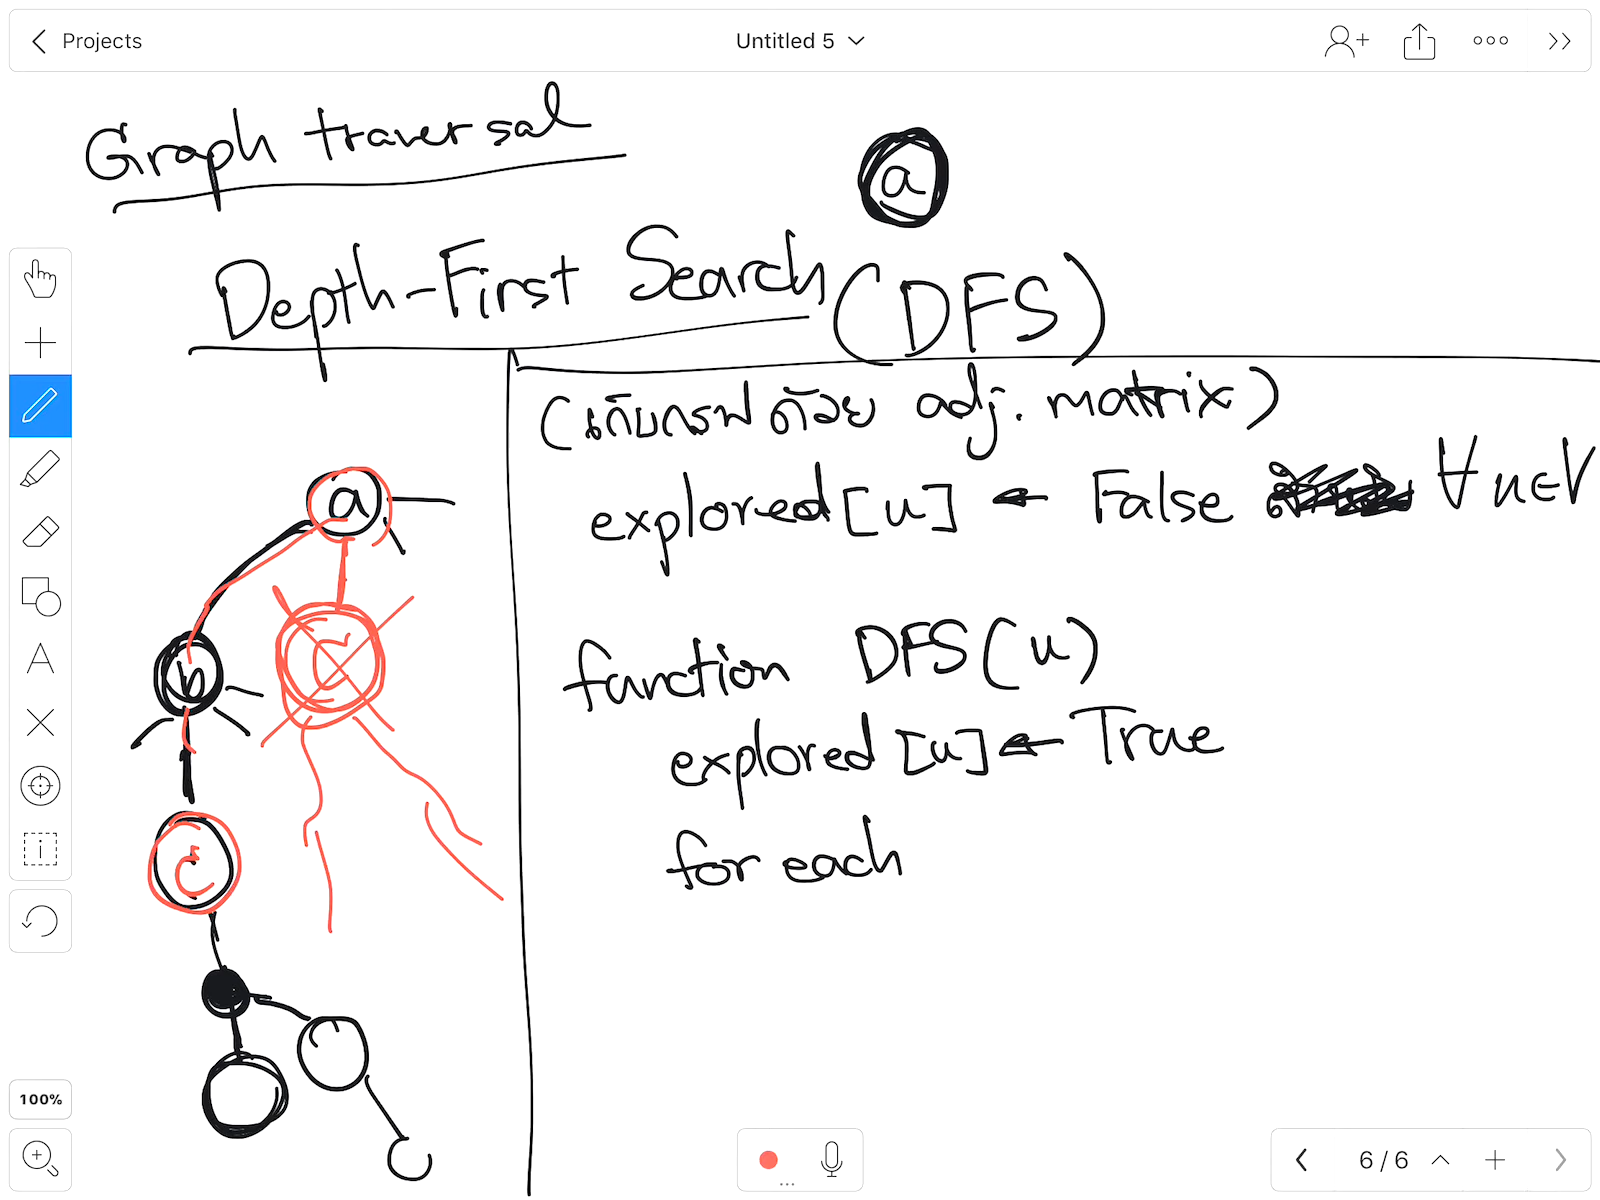 Projects
Untitled 5
Graph traversal
a
Depth-First Search (DFS)
(เก็บกราฟด้วย adj. matrix)
explored [u] ← False ∀ u ∈ V
function DFS(u)
explored [u] ← True
for each
a
b
c
c
100%
6 / 6